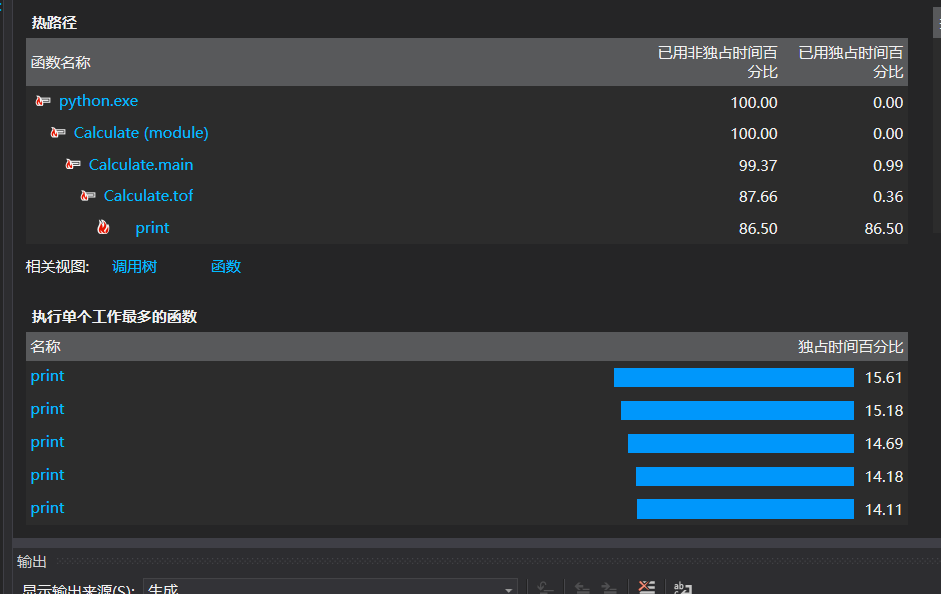 热路径
函数名称 已用非独占时间百分比 已用独占时间百分比
python.exe 100.00 0.00
Calculate (module) 100.00 0.00
Calculate.main 99.37 0.99
Calculate.tof 87.66 0.36
print 86.50 86.50
相关视图: 调用树 函数
执行单个工作最多的函数
名称 独占时间百分比
print 15.61
print 15.18
print 14.69
print 14.18
print 14.11
输出
显示输出来源(S): 生成